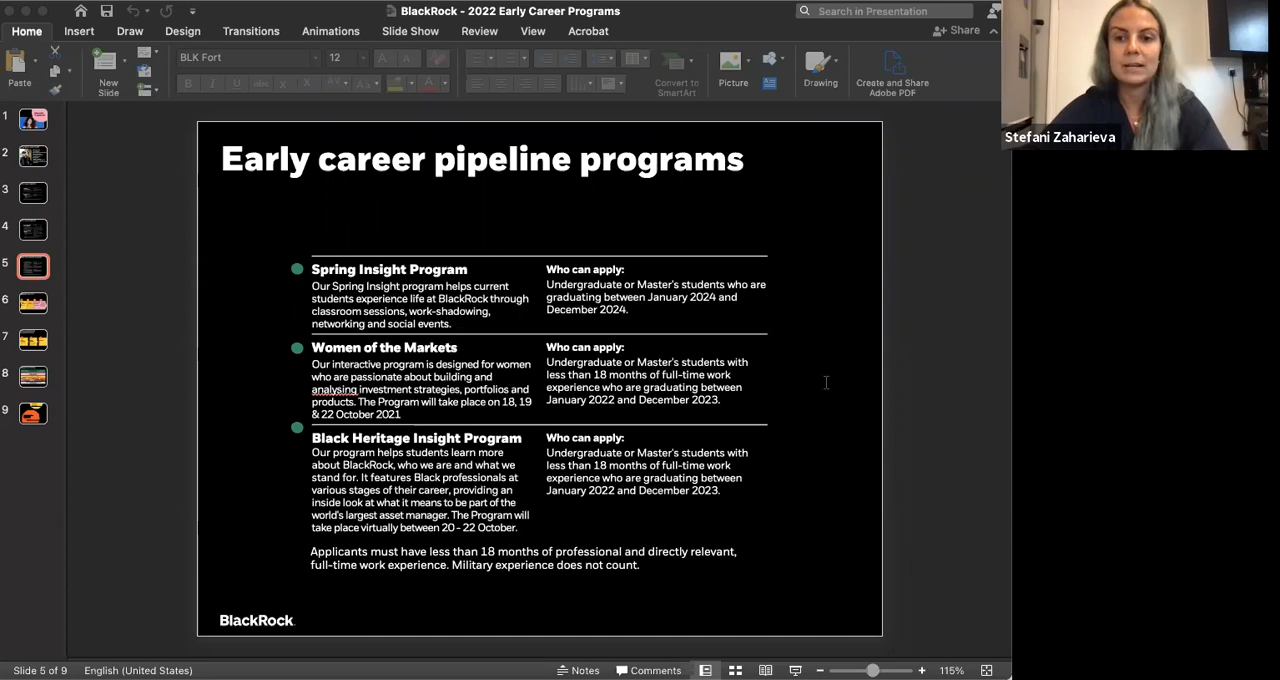 BlackRock - 2022 Early Career Programs
Search in Presentation
Home Insert Draw Design Transitions Animations Slide Show Review View Acrobat
Share
BLK Fort 12
Paste
New Slide
Convert to SmartArt
Picture
Drawing
Create and Share Adobe PDF
Stefani Zaharieva
1
2
3
4
5
6
7
8
9
Early career pipeline programs
Spring Insight Program
Our Spring Insight program helps current
students experience life at BlackRock through
classroom sessions, work-shadowing,
networking and social events.
Who can apply:
Undergraduate or Master's students who are
graduating between January 2024 and
December 2024.
Women of the Markets
Our interactive program is designed for women
who are passionate about building and
analysing investment strategies, portfolios and
products. The Program will take place on 18, 19
& 22 October 2021
Who can apply:
Undergraduate or Master's students with
less than 18 months of full-time work
experience who are graduating between
January 2022 and December 2023.
Black Heritage Insight Program
Our program helps students learn more
about BlackRock, who we are and what we
stand for. It features Black professionals at
various stages of their career, providing an
inside look at what it means to be part of the
world's largest asset manager. The Program will
take place virtually between 20 - 22 October.
Who can apply:
Undergraduate or Master's students with
less than 18 months of full-time work
experience who are graduating between
January 2022 and December 2023.
Applicants must have less than 18 months of professional and directly relevant,
full-time work experience. Military experience does not count.
BlackRock.
Slide 5 of 9 English (United States) Notes Comments 115%